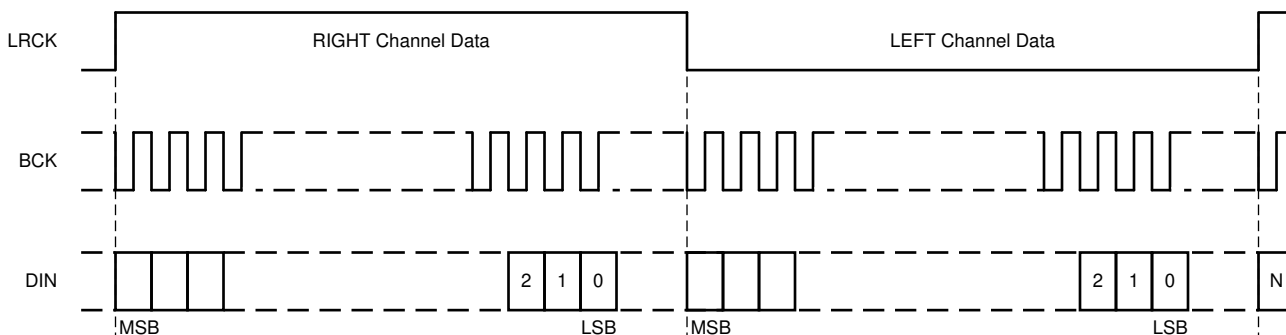 LRCK
RIGHT Channel Data
LEFT Channel Data
BCK
DIN
2 1 0
2 1 0
N
MSB
LSB
MSB
LSB